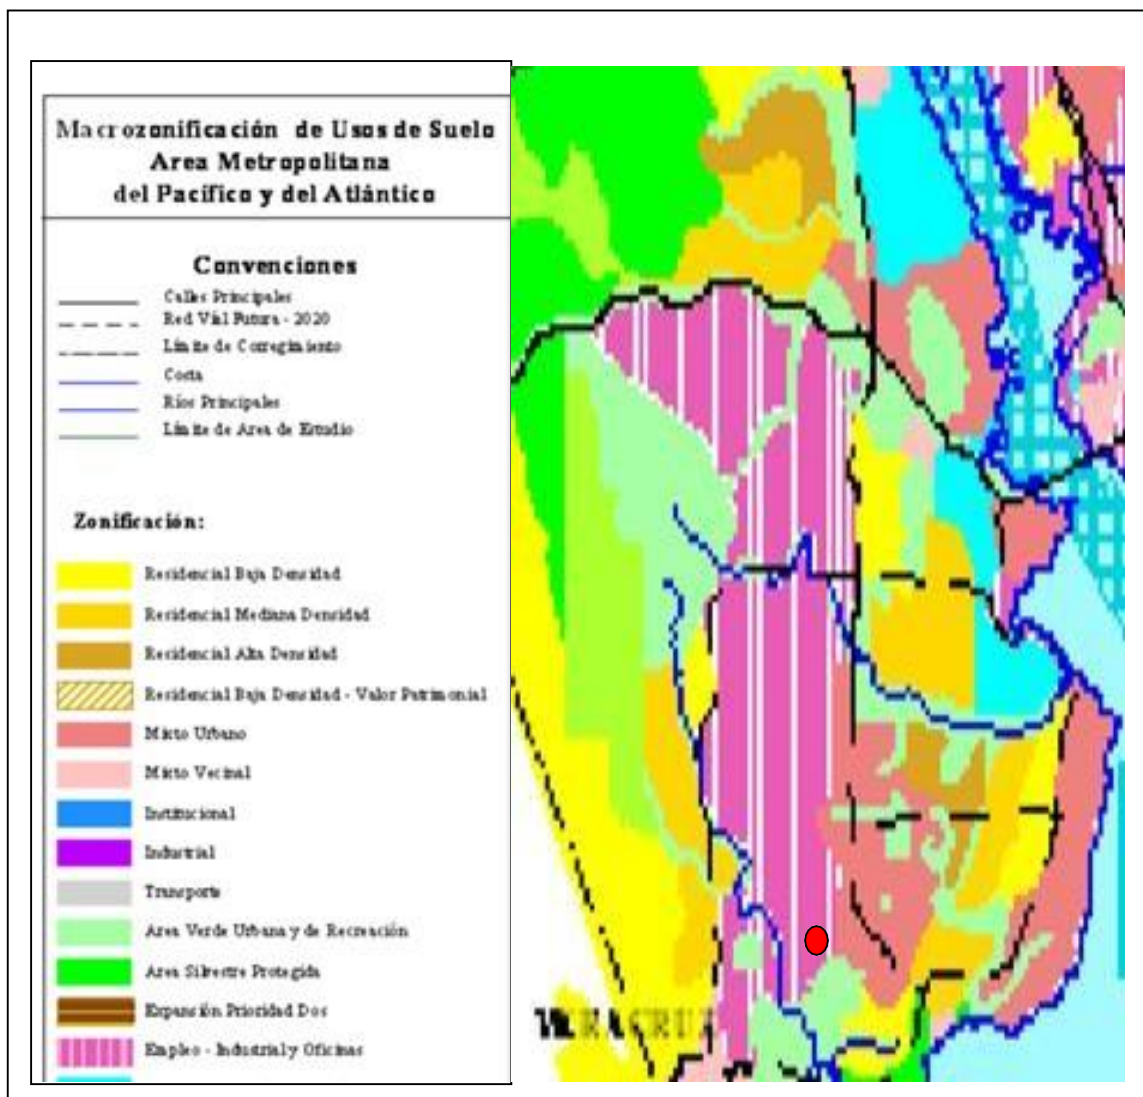 Macrozonificación de Usos de Suelo
Area Metropolitana
del Pacífico y del Atlántico
Convenciones
Calles Principales
Red Vial Futura - 2020
Límite de Corregimiento
Costa
Ríos Principales
Límite de Area de Estudio
Zonificación:
Residencial Baja Densidad
Residencial Mediana Densidad
Residencial Alta Densidad
Residencial Baja Densidad - Valor Patrimonial
Mixto Urbano
Mixto Vecinal
Institucional
Industrial
Transporte
Area Verde Urbana y de Recreación
Area Silvestre Protegida
Expansión Prioridad Dos
Empleo - Industrial y Oficinas
VERACRUZ